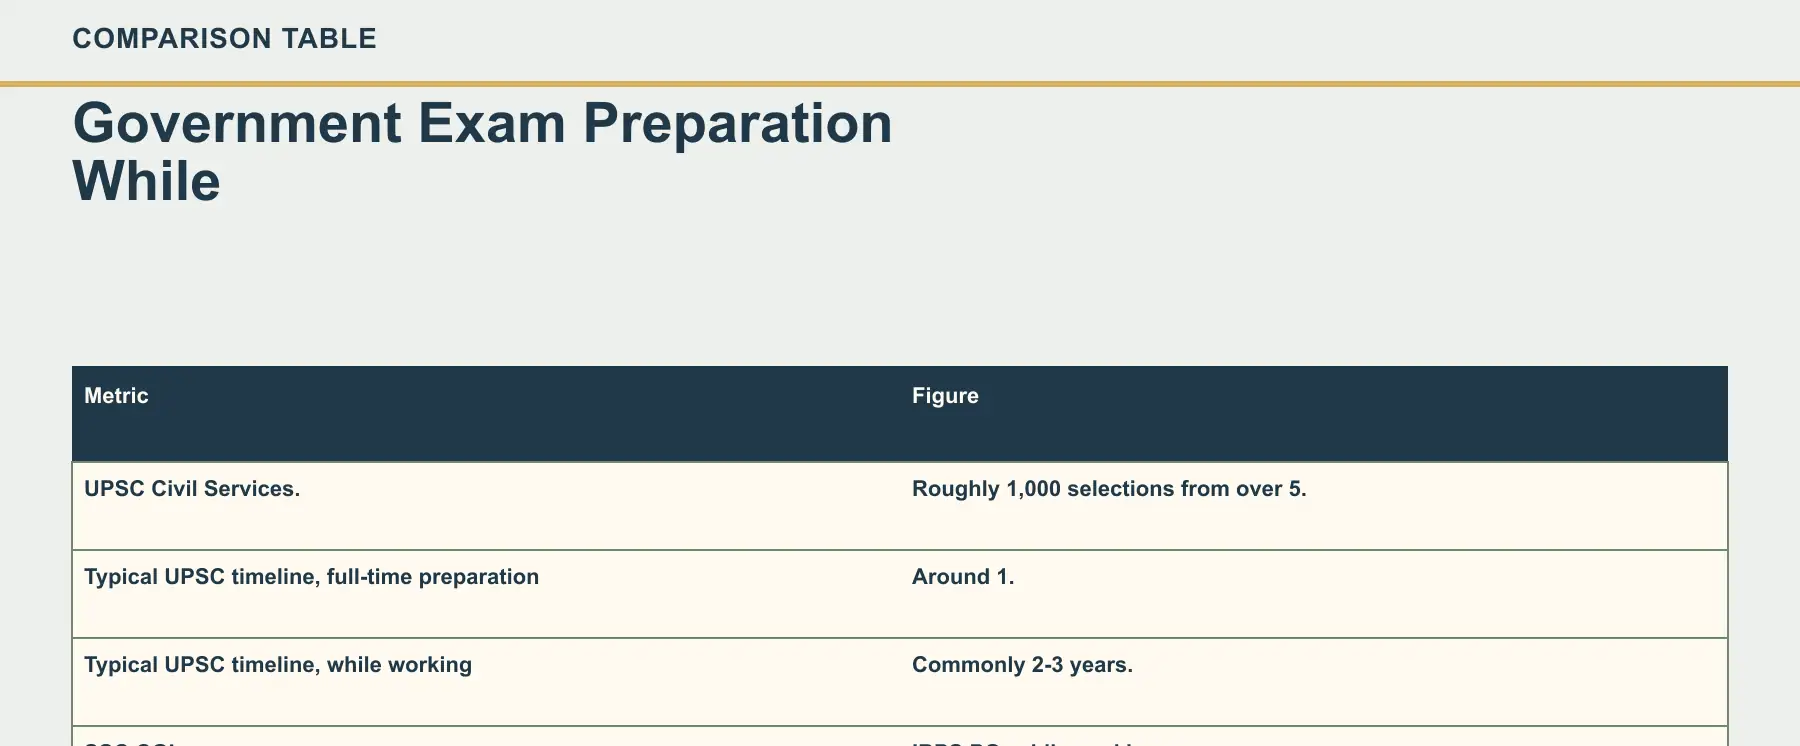 COMPARISON TABLE
Government Exam Preparation
While
Metric Figure
UPSC Civil Services. Roughly 1,000 selections from over 5.
Typical UPSC timeline, full-time preparation Around 1.
Typical UPSC timeline, while working Commonly 2-3 years.